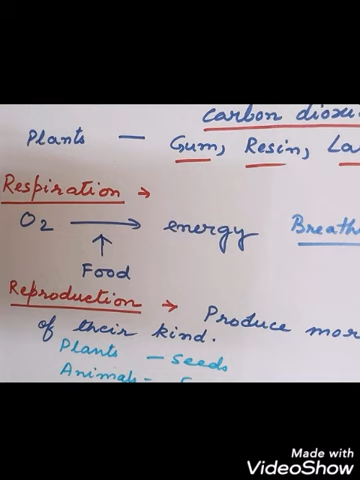 carbon dioxi
Plants — Gum, Resin, La
Respiration →
O2 → energy Breath
↑
Food
Reproduction → Produce mor
of their kind.
Plants — seeds
Animals –
Made with
VideoShow